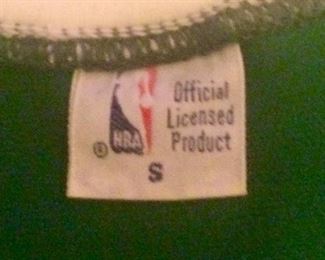 Official
Licensed
Product
® NBA
S